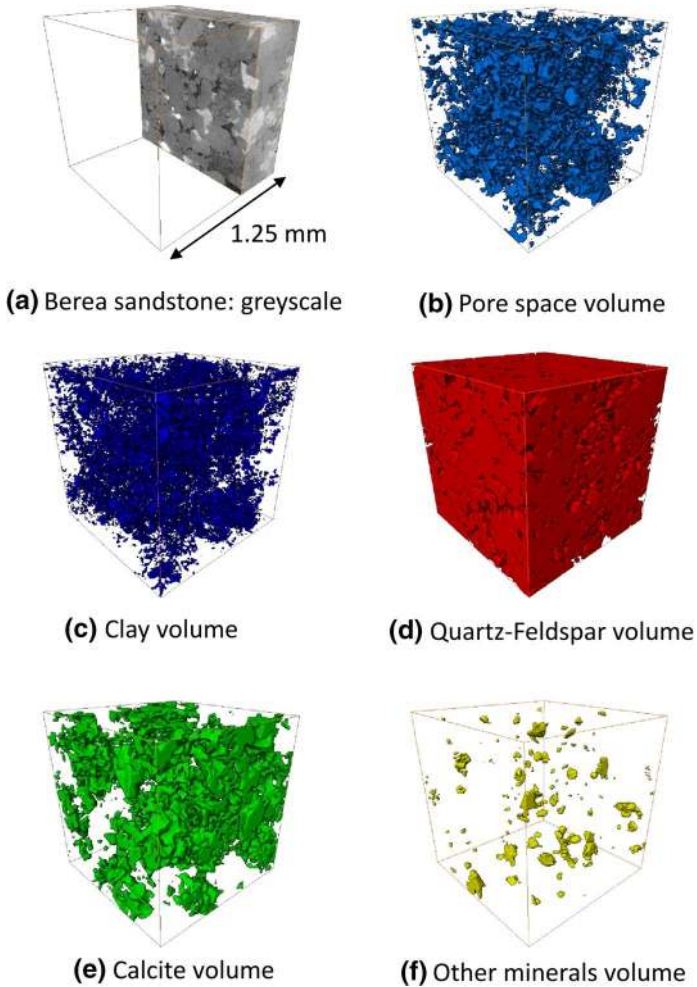 1.25 mm
(a) Berea sandstone: greyscale
(b) Pore space volume
(c) Clay volume
(d) Quartz-Feldspar volume
(e) Calcite volume
(f) Other minerals volume